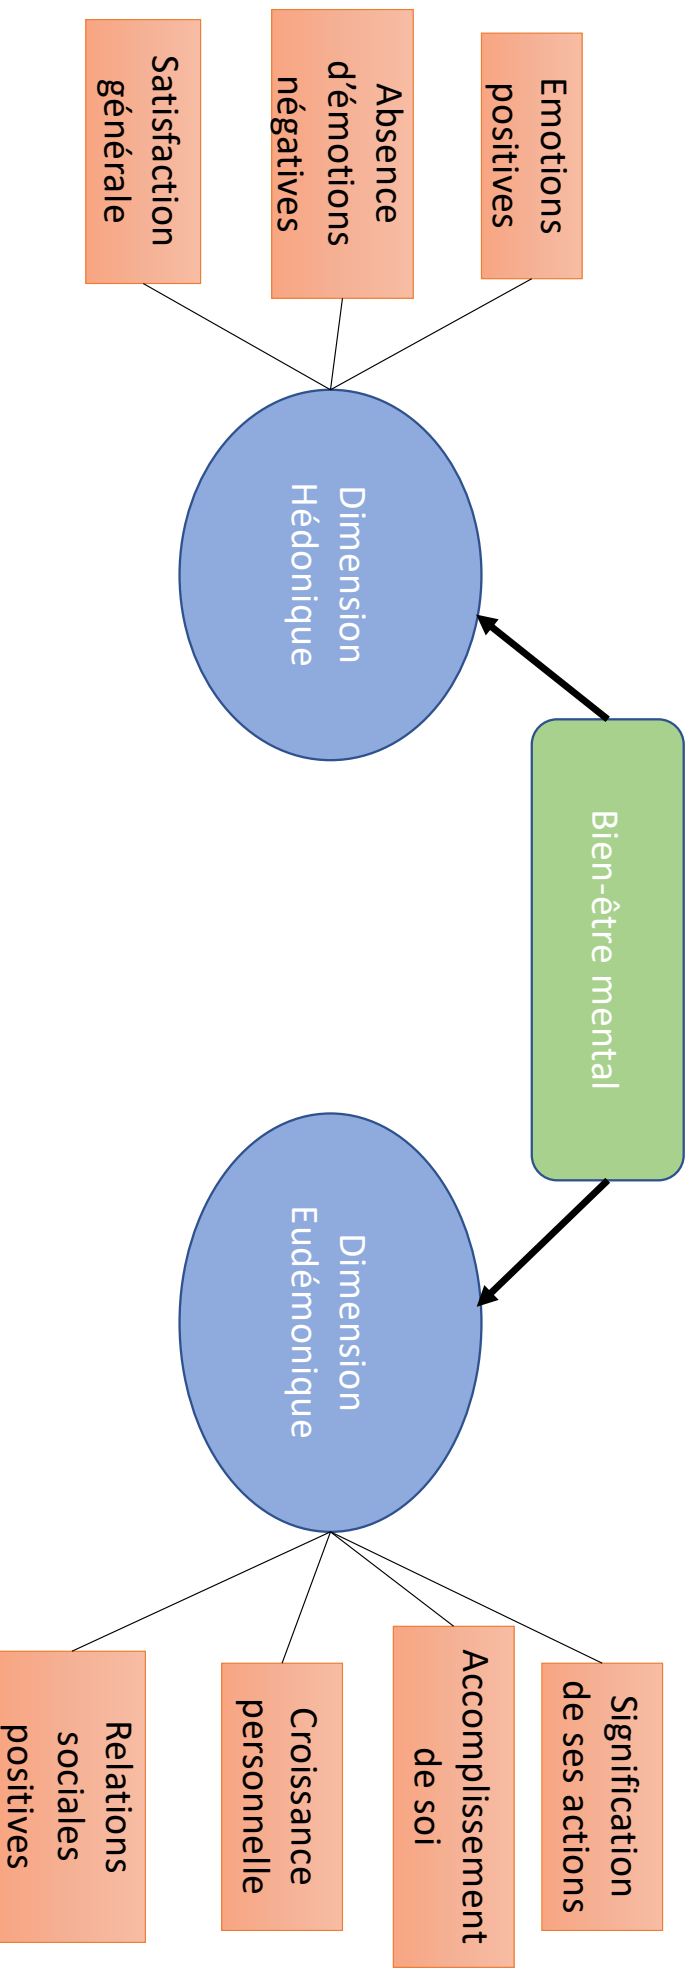 Bien-être mental
Emotions
positives
Absence
d'émotions
négatives
Satisfaction
générale
Dimension
Hédonique
Dimension
Eudémonique
Signification
de ses actions
Accomplissement
de soi
Croissance
personnelle
Relations
sociales
positives